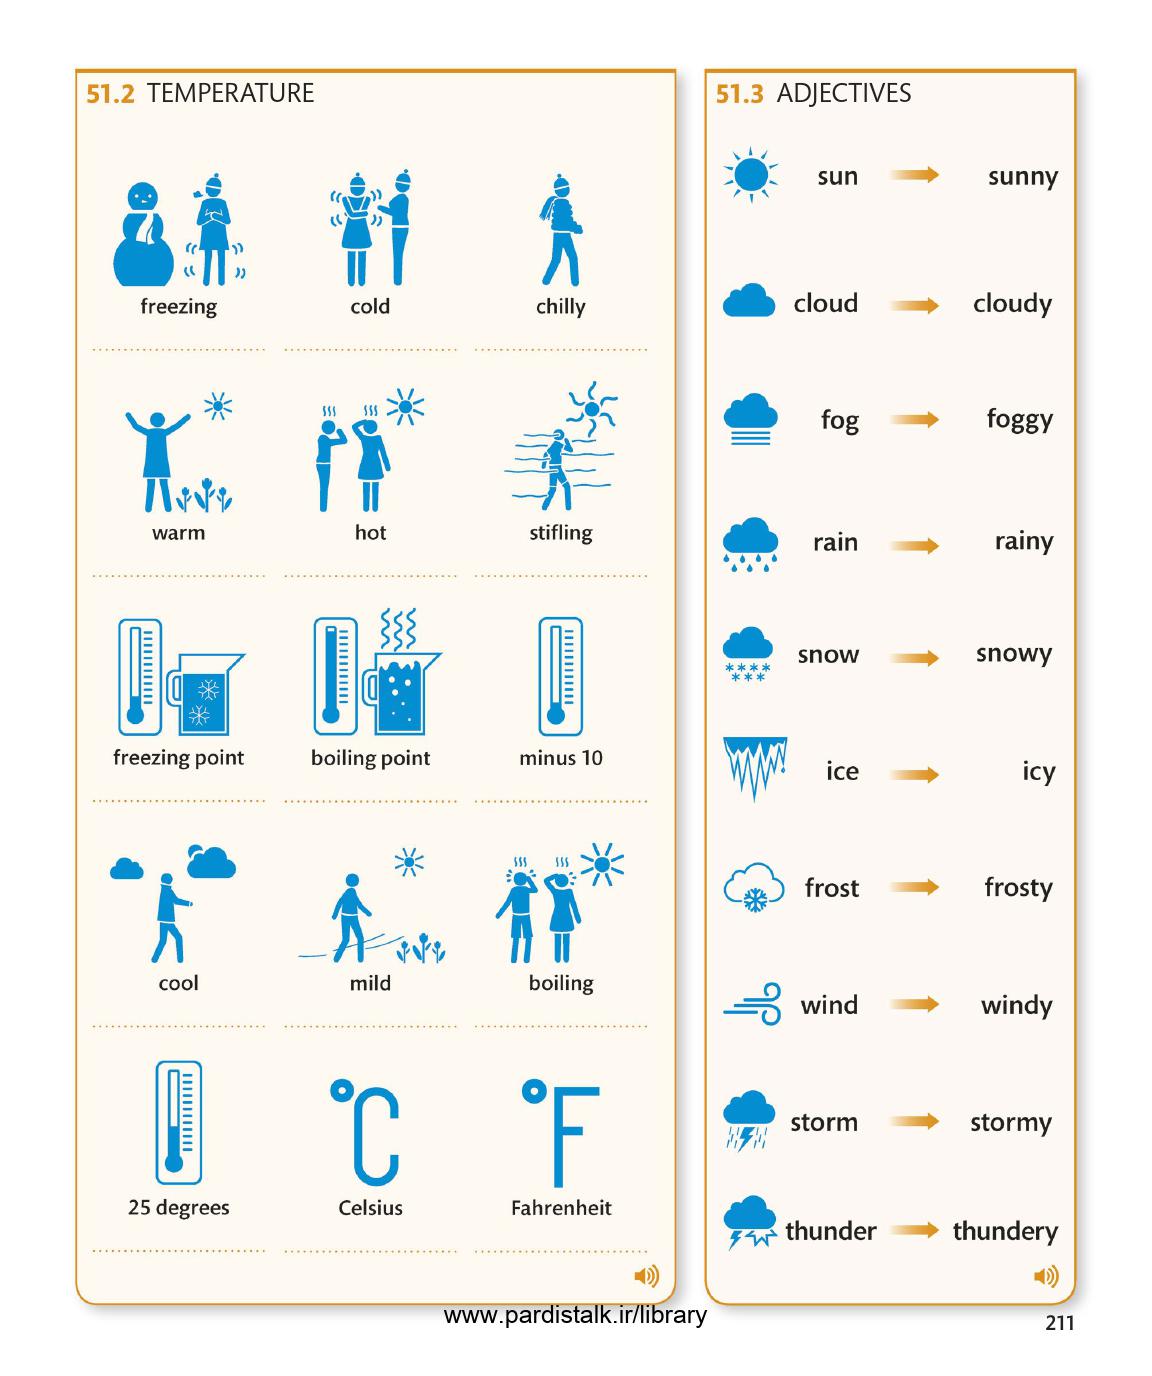 51.2 TEMPERATURE
freezing
cold
chilly
warm
hot
stifling
freezing point
boiling point
minus 10
cool
mild
boiling
25 degrees
°C
°F
Celsius
Fahrenheit
51.3 ADJECTIVES
sun sunny
cloud cloudy
fog foggy
rain rainy
snow snowy
ice icy
frost frosty
wind windy
storm stormy
thunder thundery
www.pardistalk.ir/library
211